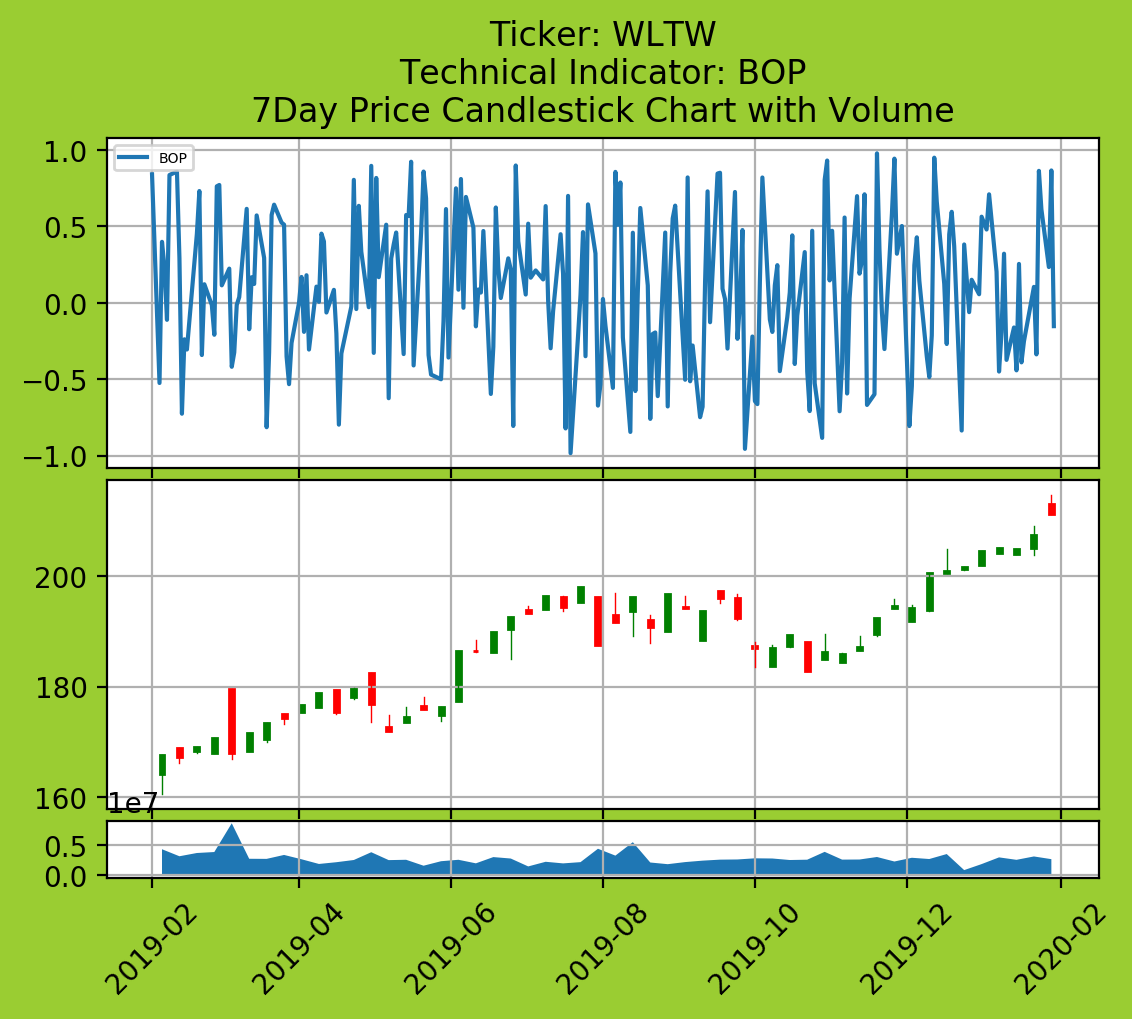 Ticker: WLTW
Technical Indicator: BOP
7Day Price Candlestick Chart with Volume
BOP
1.0
0.5
0.0
−0.5
−1.0
200
180
160
1e7
0.5
0.0
2019-02 2019-04 2019-06 2019-08 2019-10 2019-12 2020-02